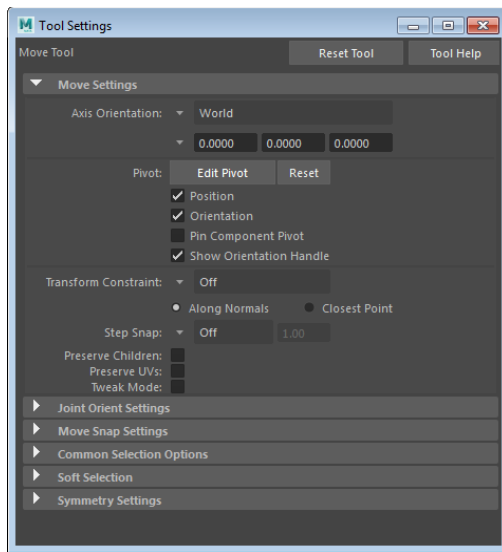 Tool Settings
Move Tool Reset Tool Tool Help
Move Settings
Axis Orientation: World
0.0000 0.0000 0.0000
Pivot: Edit Pivot Reset
Position
Orientation
Pin Component Pivot
Show Orientation Handle
Transform Constraint: Off
Along Normals Closest Point
Step Snap: Off 1.00
Preserve Children:
Preserve UVs:
Tweak Mode:
Joint Orient Settings
Move Snap Settings
Common Selection Options
Soft Selection
Symmetry Settings